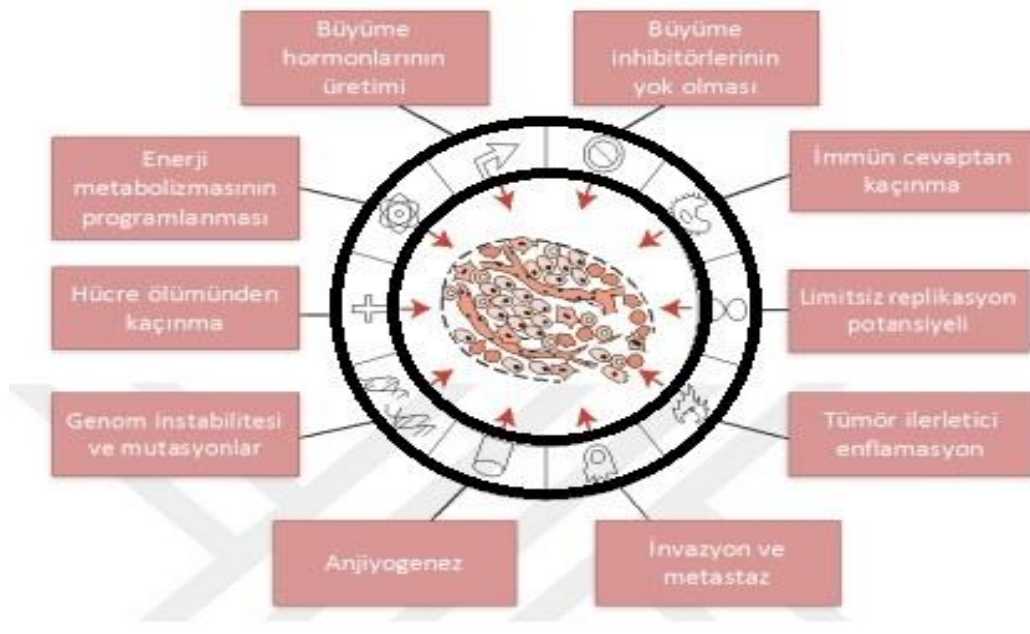 Büyüme
hormonlarının
üretimi
Büyüme
inhibitörlerinin
yok olması
Enerji
metabolizmasının
programlanması
İmmün cevaptan
kaçınma
Hücre ölümünden
kaçınma
Limitsiz replikasyon
potansiyeli
Genom instabilitesi
ve mutasyonlar
Tümör ilerletici
enflamasyon
Anjiyogenez
İnvazyon ve
metastaz